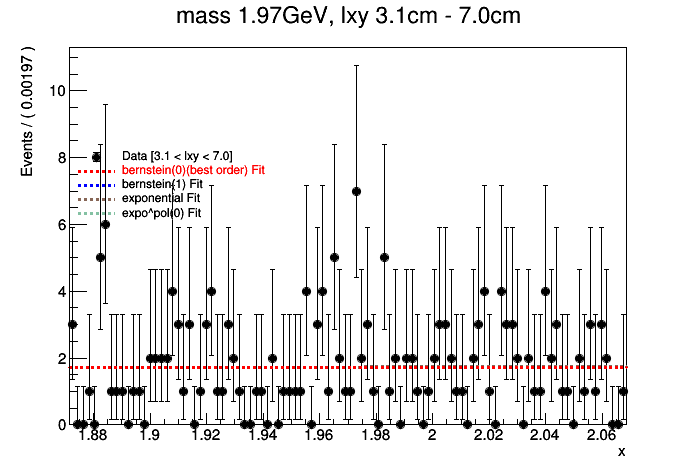 mass 1.97GeV, lxy 3.1cm - 7.0cm
Events / ( 0.00197 )
10
8
6
4
2
0
Data [3.1 < lxy < 7.0]
bernstein(0)(best order) Fit
bernstein(1) Fit
exponential Fit
expo^pol(0) Fit
1.88 1.9 1.92 1.94 1.96 1.98 2 2.02 2.04 2.06
x